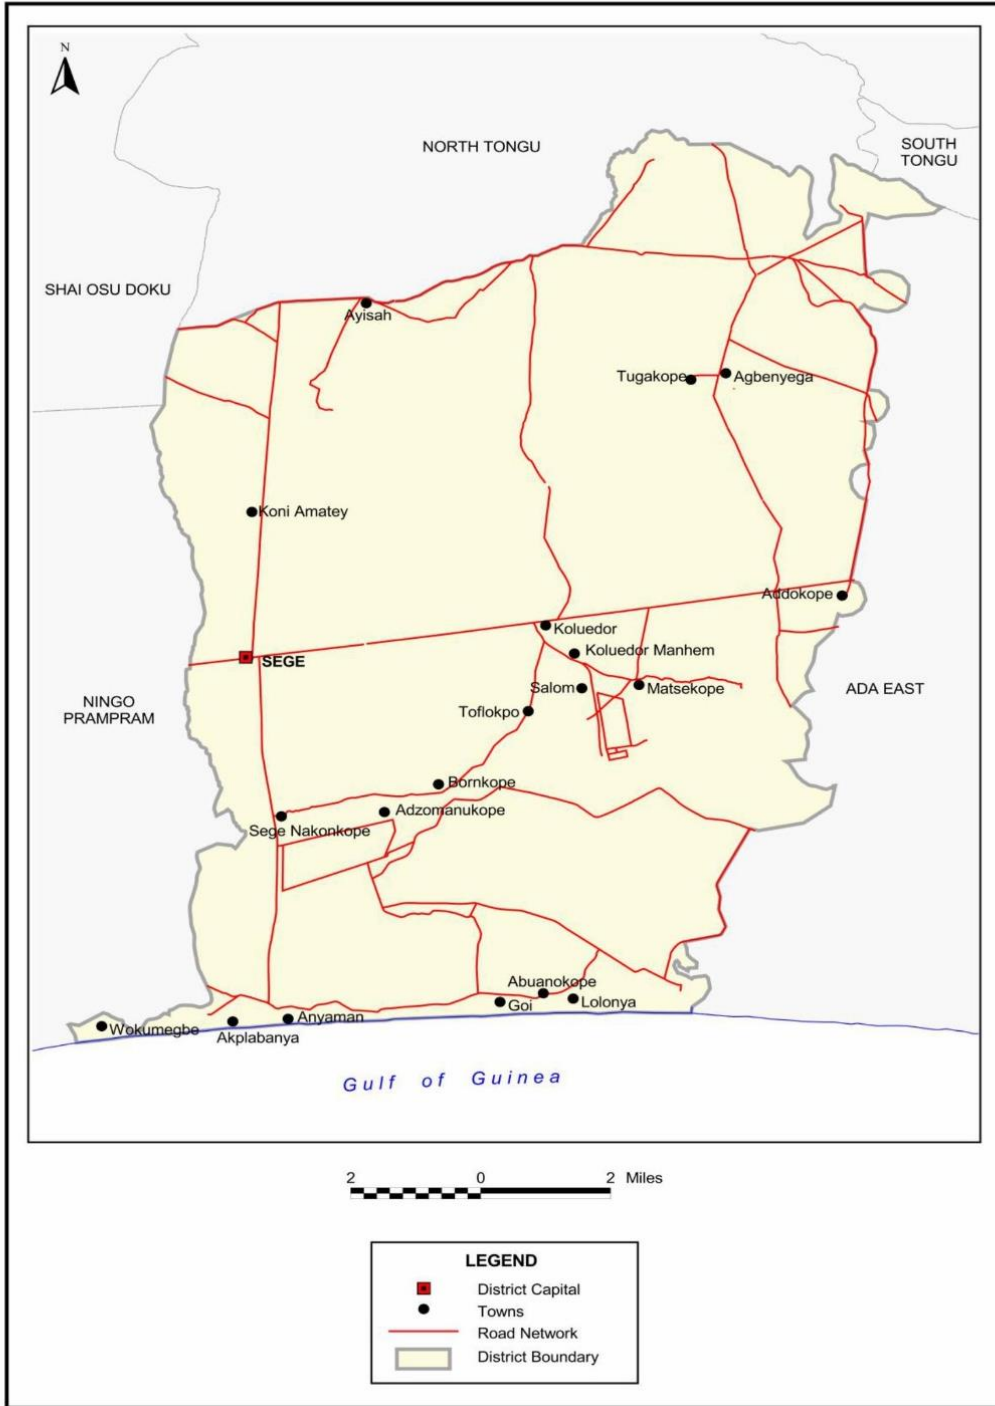 N
NORTH TONGU
SOUTH
TONGU
SHAI OSU DOKU
Ayisah
Tugakope
Agbenyega
Koni Amatey
Addokope
Koluedor
SEGE
Koluedor Manhem
Salom
Matsekope
ADA EAST
NINGO
PRAMPRAM
Toflokpo
Bornkope
Adzomanukope
Sege Nakonkope
Abuanokope
Goi
Lolonya
Wokumegbe
Akplabanya
Anyaman
Gulf of Guinea
2 0 2 Miles
LEGEND
District Capital
Towns
Road Network
District Boundary